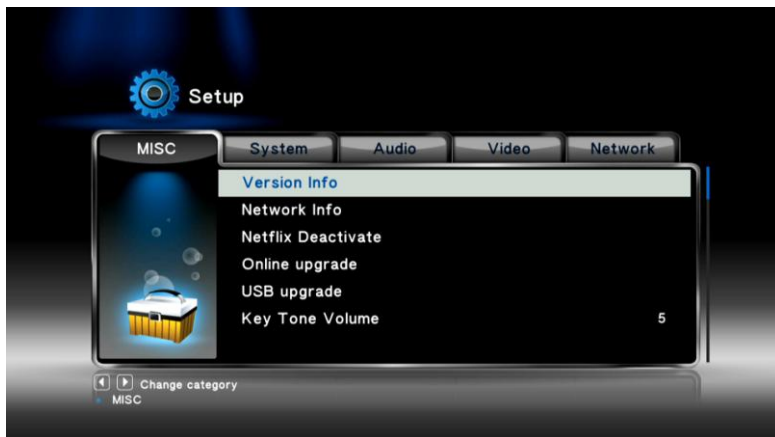 Setup
MISC System Audio Video Network
Version Info
Network Info
Netflix Deactivate
Online upgrade
USB upgrade
Key Tone Volume 5
Change category
MISC